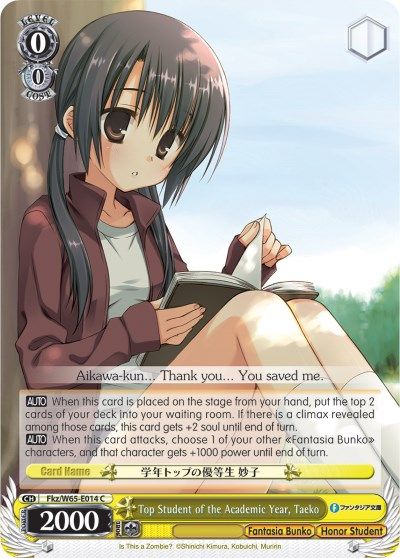 LEVEL
0
0
COST
Aikawa-kun... Thank you... You saved me.
AUTO When this card is placed on the stage from your hand, put the top 2
cards of your deck into your waiting room. If there is a climax revealed
among those cards, this card gets +2 soul until end of turn.
AUTO When this card attacks, choose 1 of your other «Fantasia Bunko»
characters, and that character gets +1000 power until end of turn.
Card Name 学年トップの優等生 妙子
CH Fkz/W65-E014 C
POWER 2000 SOUL Top Student of the Academic Year, Taeko ファンタジア文庫
Fantasia Bunko Honor Student
Is This a Zombie? ©Shinichi Kimura, Kobuichi, Muririn